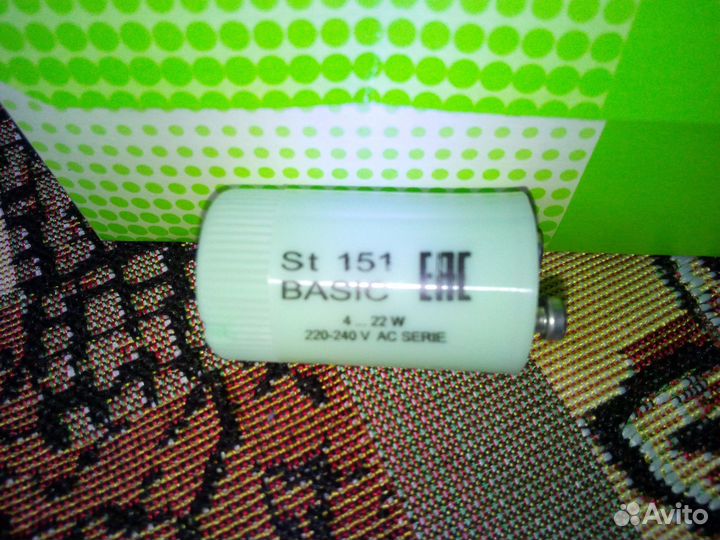 St 151
BASIC EAC
4 ... 22 W
220-240 V AC SERIE
Avito